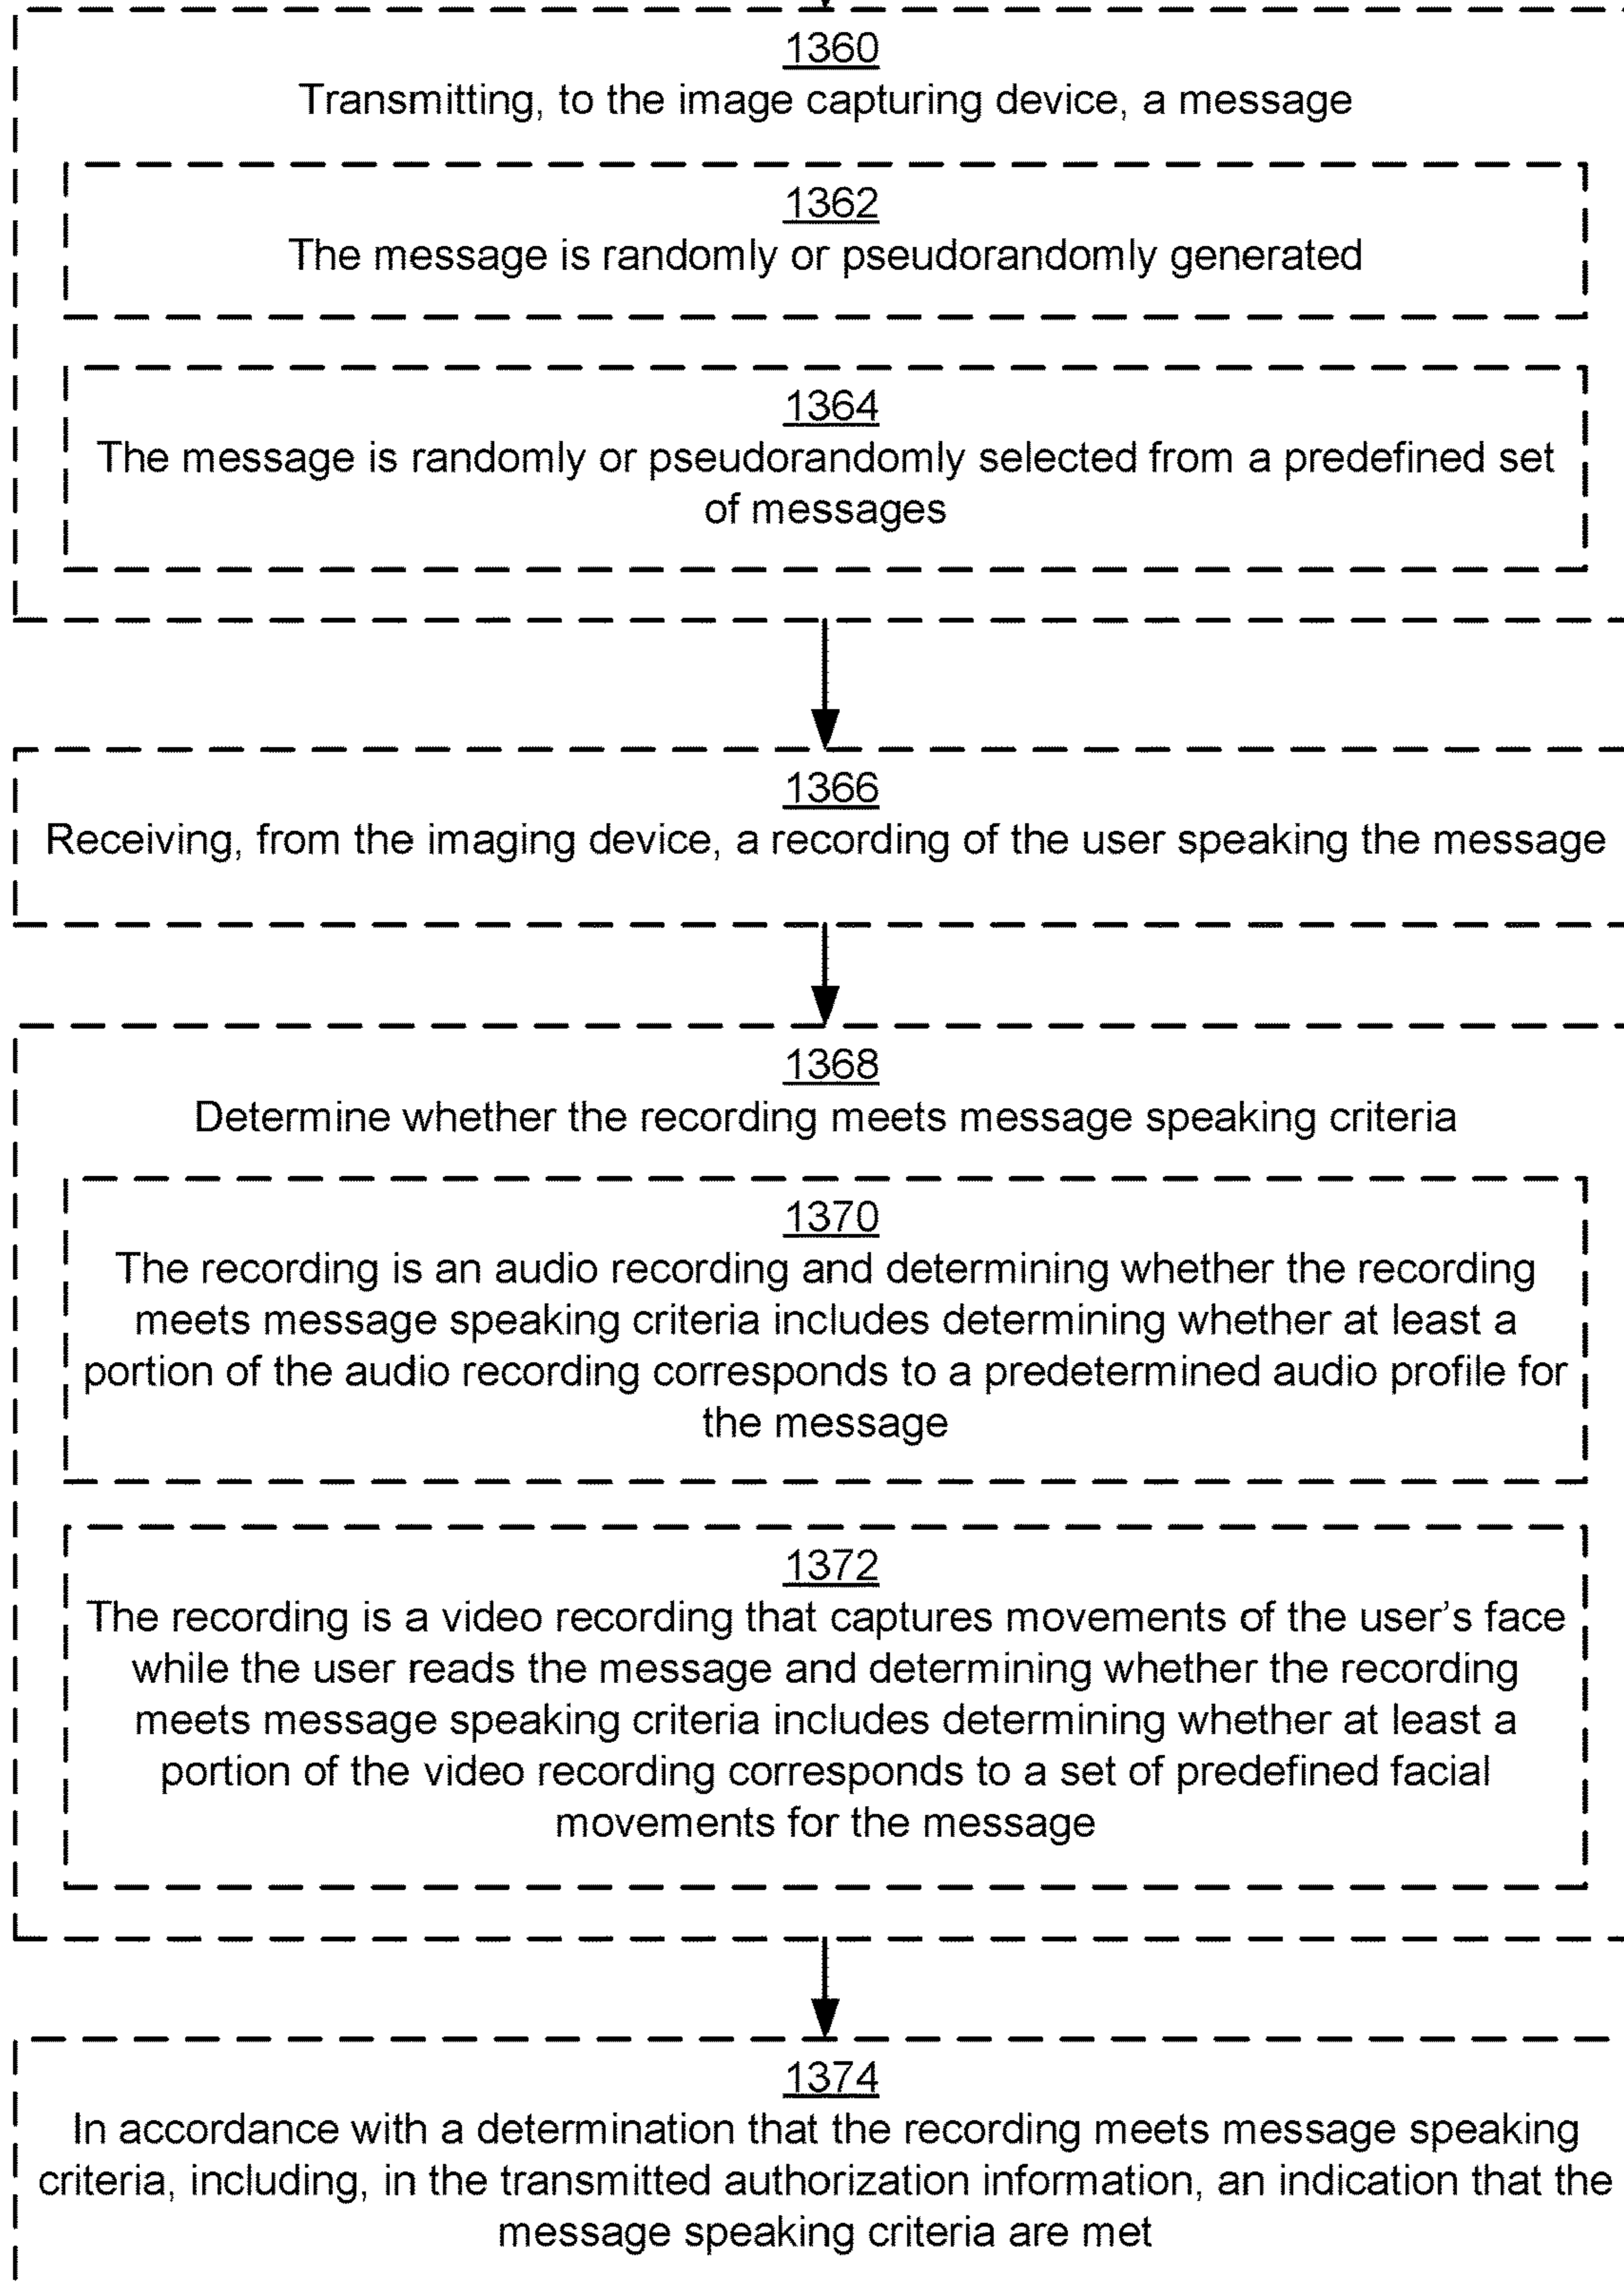 1360
Transmitting, to the image capturing device, a message
1362
The message is randomly or pseudorandomly generated
1364
The message is randomly or pseudorandomly selected from a predefined set
of messages
1366
Receiving, from the imaging device, a recording of the user speaking the message
1368
Determine whether the recording meets message speaking criteria
1370
The recording is an audio recording and determining whether the recording
meets message speaking criteria includes determining whether at least a
portion of the audio recording corresponds to a predetermined audio profile for
the message
1372
The recording is a video recording that captures movements of the user's face
while the user reads the message and determining whether the recording
meets message speaking criteria includes determining whether at least a
portion of the video recording corresponds to a set of predefined facial
movements for the message
1374
In accordance with a determination that the recording meets message speaking
criteria, including, in the transmitted authorization information, an indication that the
message speaking criteria are met